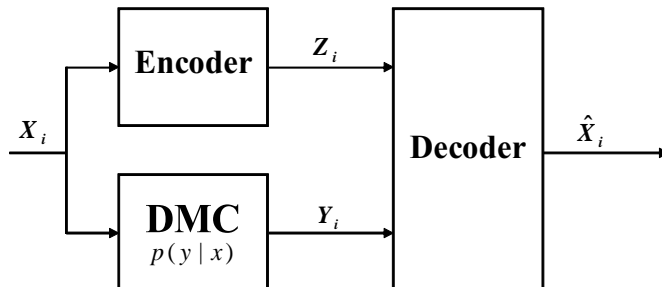 Encoder
Z_i
X_i
Decoder
X̂_i
DMC
p(y|x)
Y_i